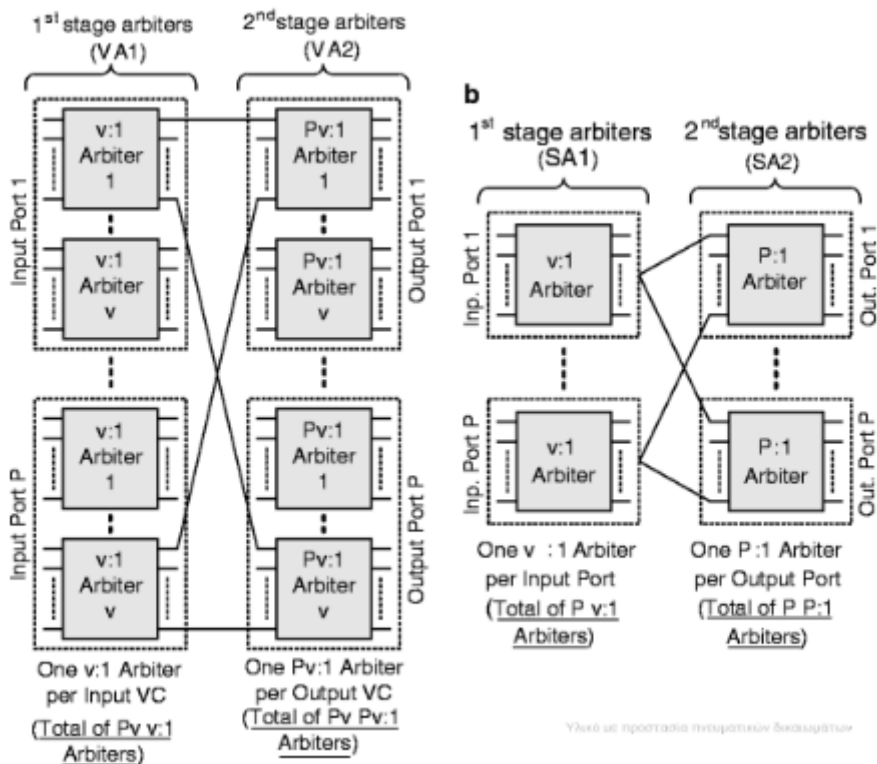 1st stage arbiters
(VA1)
2nd stage arbiters
(VA2)
Input Port 1
v:1
Arbiter
1
v:1
Arbiter
v
Pv:1
Arbiter
1
Pv:1
Arbiter
v
Output Port 1
Input Port P
v:1
Arbiter
1
v:1
Arbiter
v
Pv:1
Arbiter
1
Pv:1
Arbiter
v
Output Port P
One v:1 Arbiter
per Input VC
(Total of Pv v:1
Arbiters)
One Pv:1 Arbiter
per Output VC
(Total of Pv Pv:1
Arbiters)
b
1st stage arbiters
(SA1)
2nd stage arbiters
(SA2)
Inp. Port 1
v:1
Arbiter
P:1
Arbiter
Out. Port 1
Inp. Port P
v:1
Arbiter
P:1
Arbiter
Out. Port P
One v :1 Arbiter
per Input Port
(Total of P v:1
Arbiters)
One P:1 Arbiter
per Output Port
(Total of P P:1
Arbiters)
Υλικό με προστασία πνευματικών δικαιωμάτων